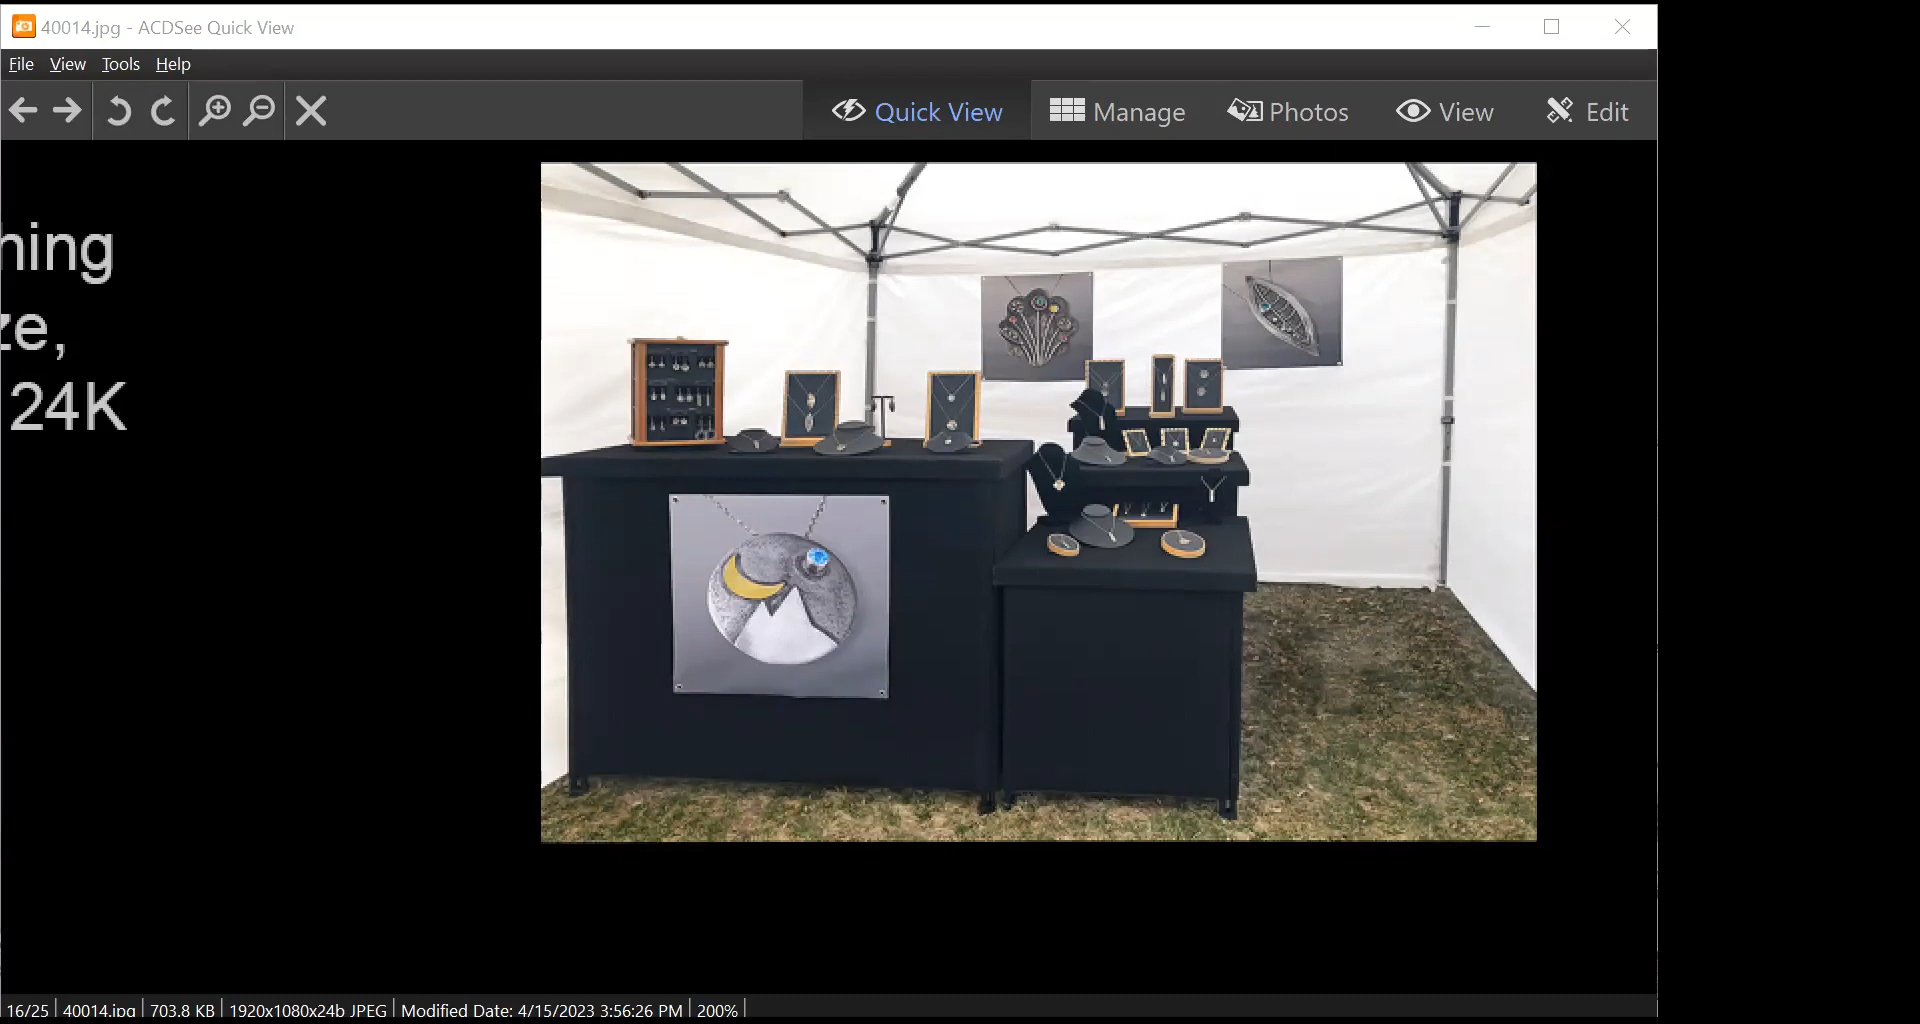 40014.jpg - ACDSee Quick View
File View Tools Help
Quick View Manage Photos View Edit
hing
ze,
24K
16/25 40014.jpg 703.8 KB 1920x1080x24b JPEG Modified Date: 4/15/2023 3:56:26 PM 200%